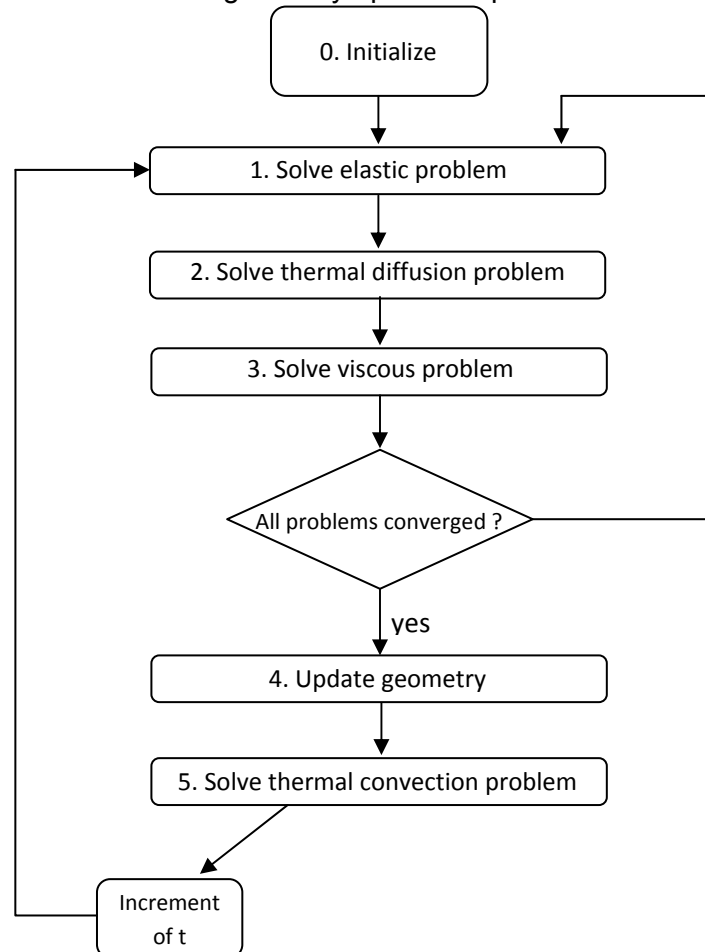 0. Initialize
1. Solve elastic problem
2. Solve thermal diffusion problem
3. Solve viscous problem
All problems converged ?
yes
4. Update geometry
5. Solve thermal convection problem
Increment
of t